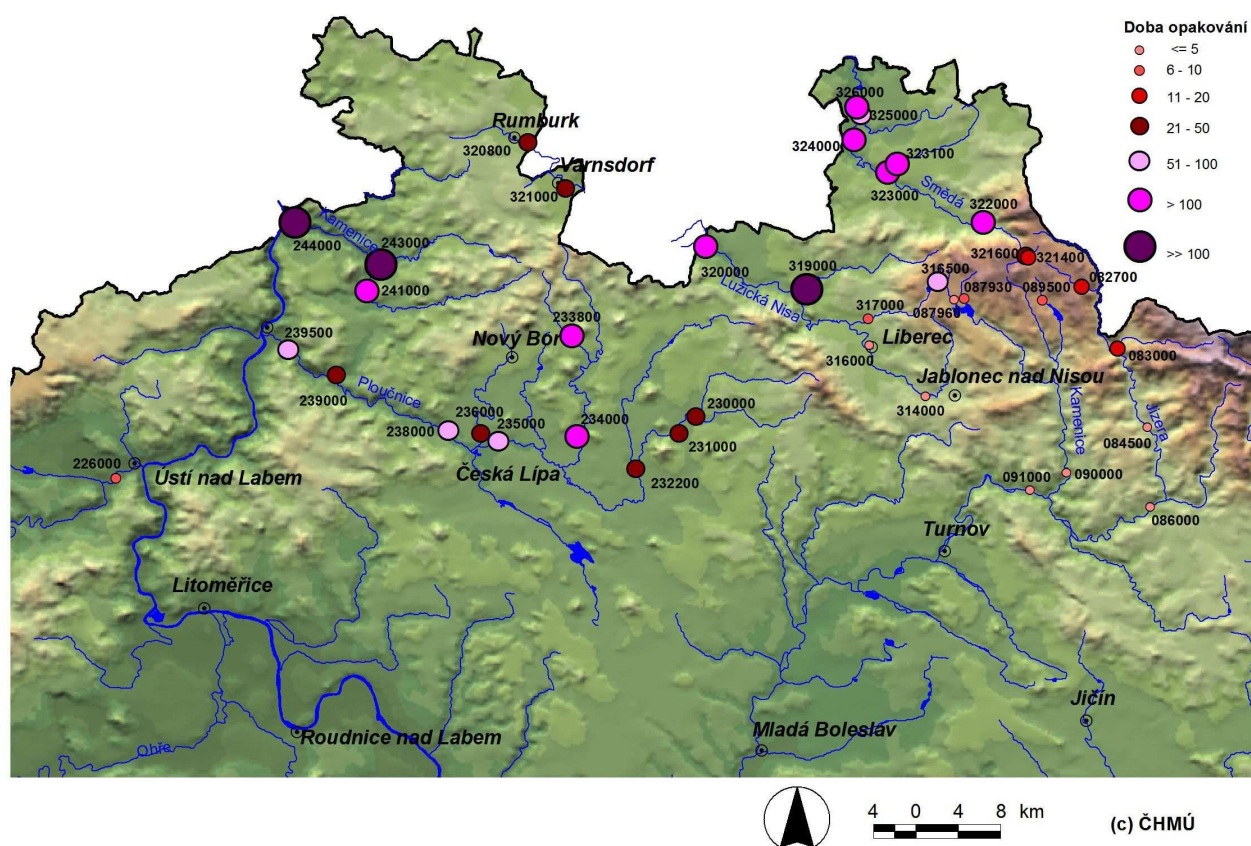 Doba opakování
<= 5
6 - 10
11 - 20
21 - 50
51 - 100
> 100
>> 100
326000
325000
Rumburk
320800
324000
323100
Varnsdorf
321000
323000
Smědá
322000
Kamenice
244000
243000
320000
319000
316500
321600
321400
082700
241000
Lužická Nisa
087930
089500
087960
317000
233800
Nový Bor
Liberec
239500
316000
083000
239000
Ploučnice
Jablonec nad Nisou
314000
Kamenice
Jizera
236000
235000
234000
230000
238000
231000
084500
226000
Ústí nad Labem
Česká Lípa
232200
091000
090000
086000
Turnov
Litoměřice
Jičín
Ohře
Roudnice nad Labem
Mladá Boleslav
4 0 4 8 km
(c) ČHMÚ